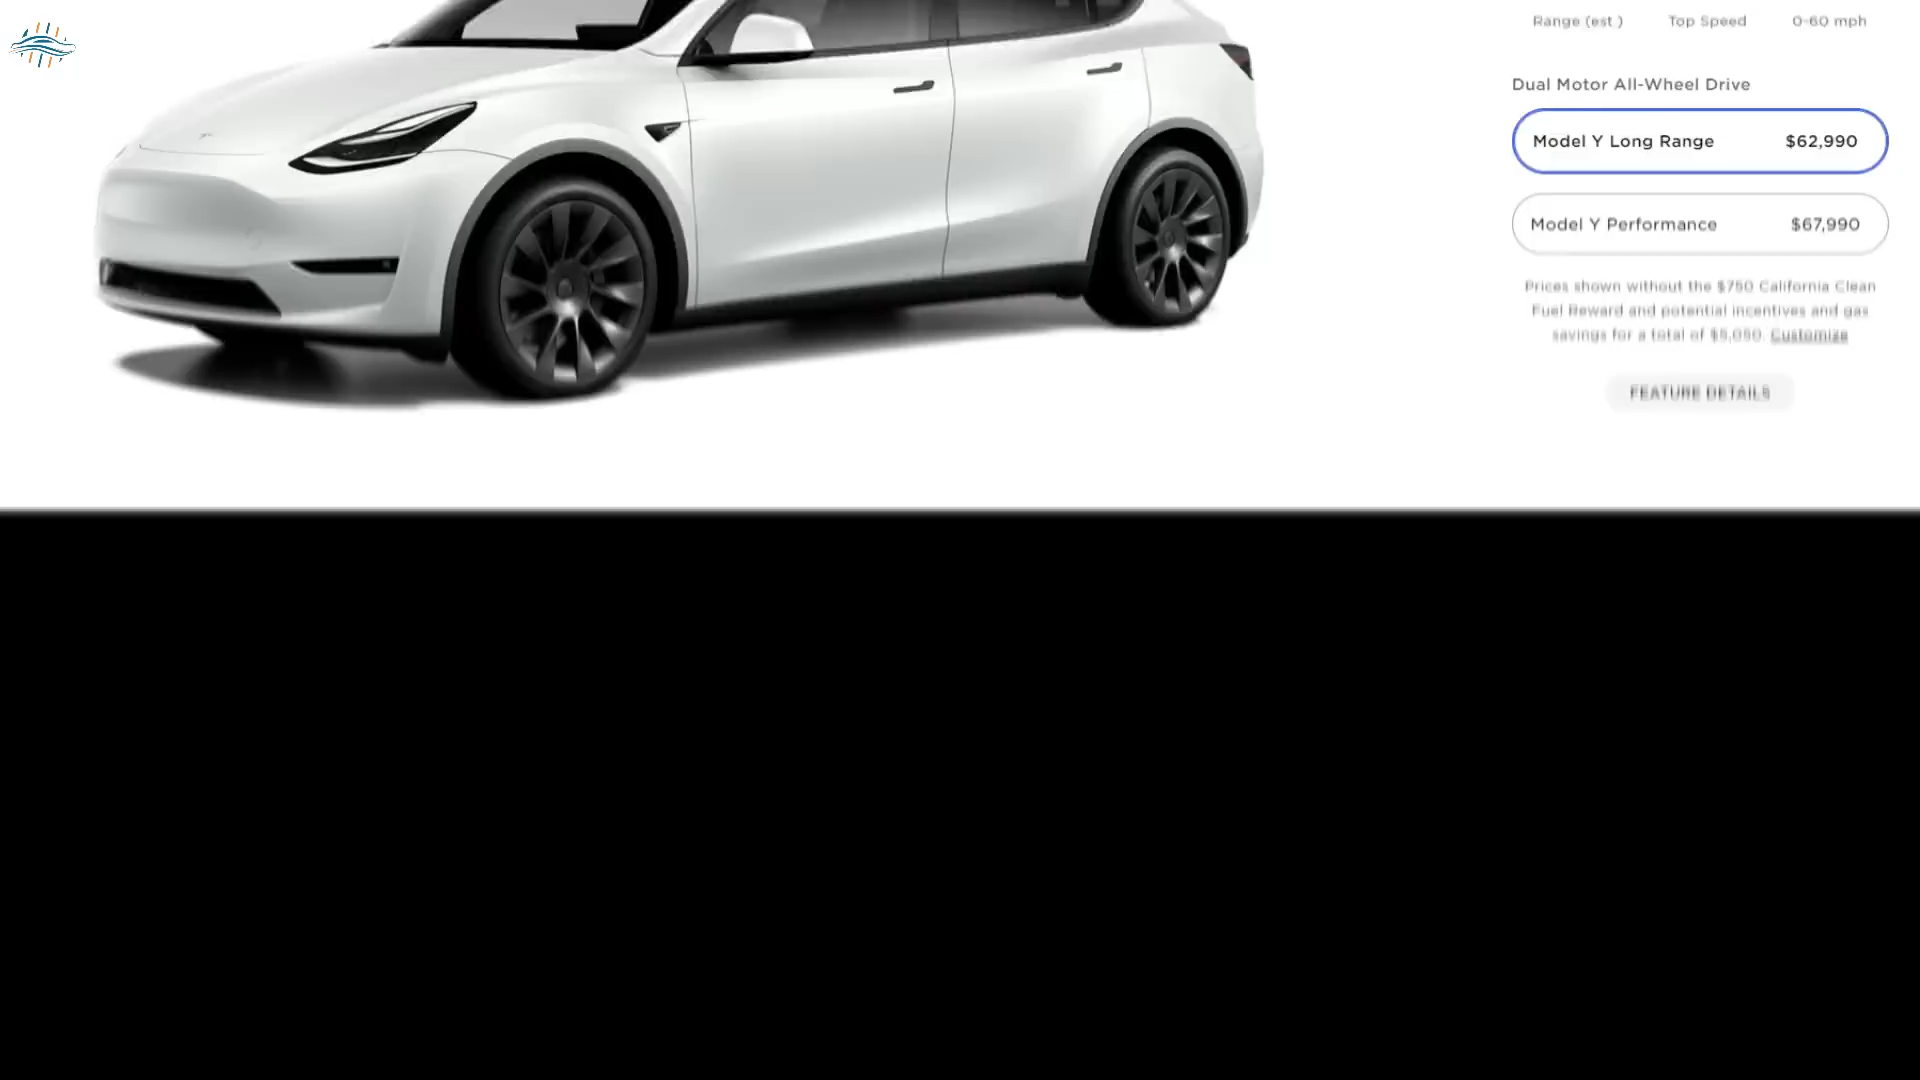 Range (est.)
Top Speed
0-60 mph
Dual Motor All-Wheel Drive
Model Y Long Range
$62,990
Model Y Performance
$67,990
Prices shown without the $750 California Clean
Fuel Reward and potential incentives and gas
savings for a total of $5,050. Customize
FEATURE DETAILS